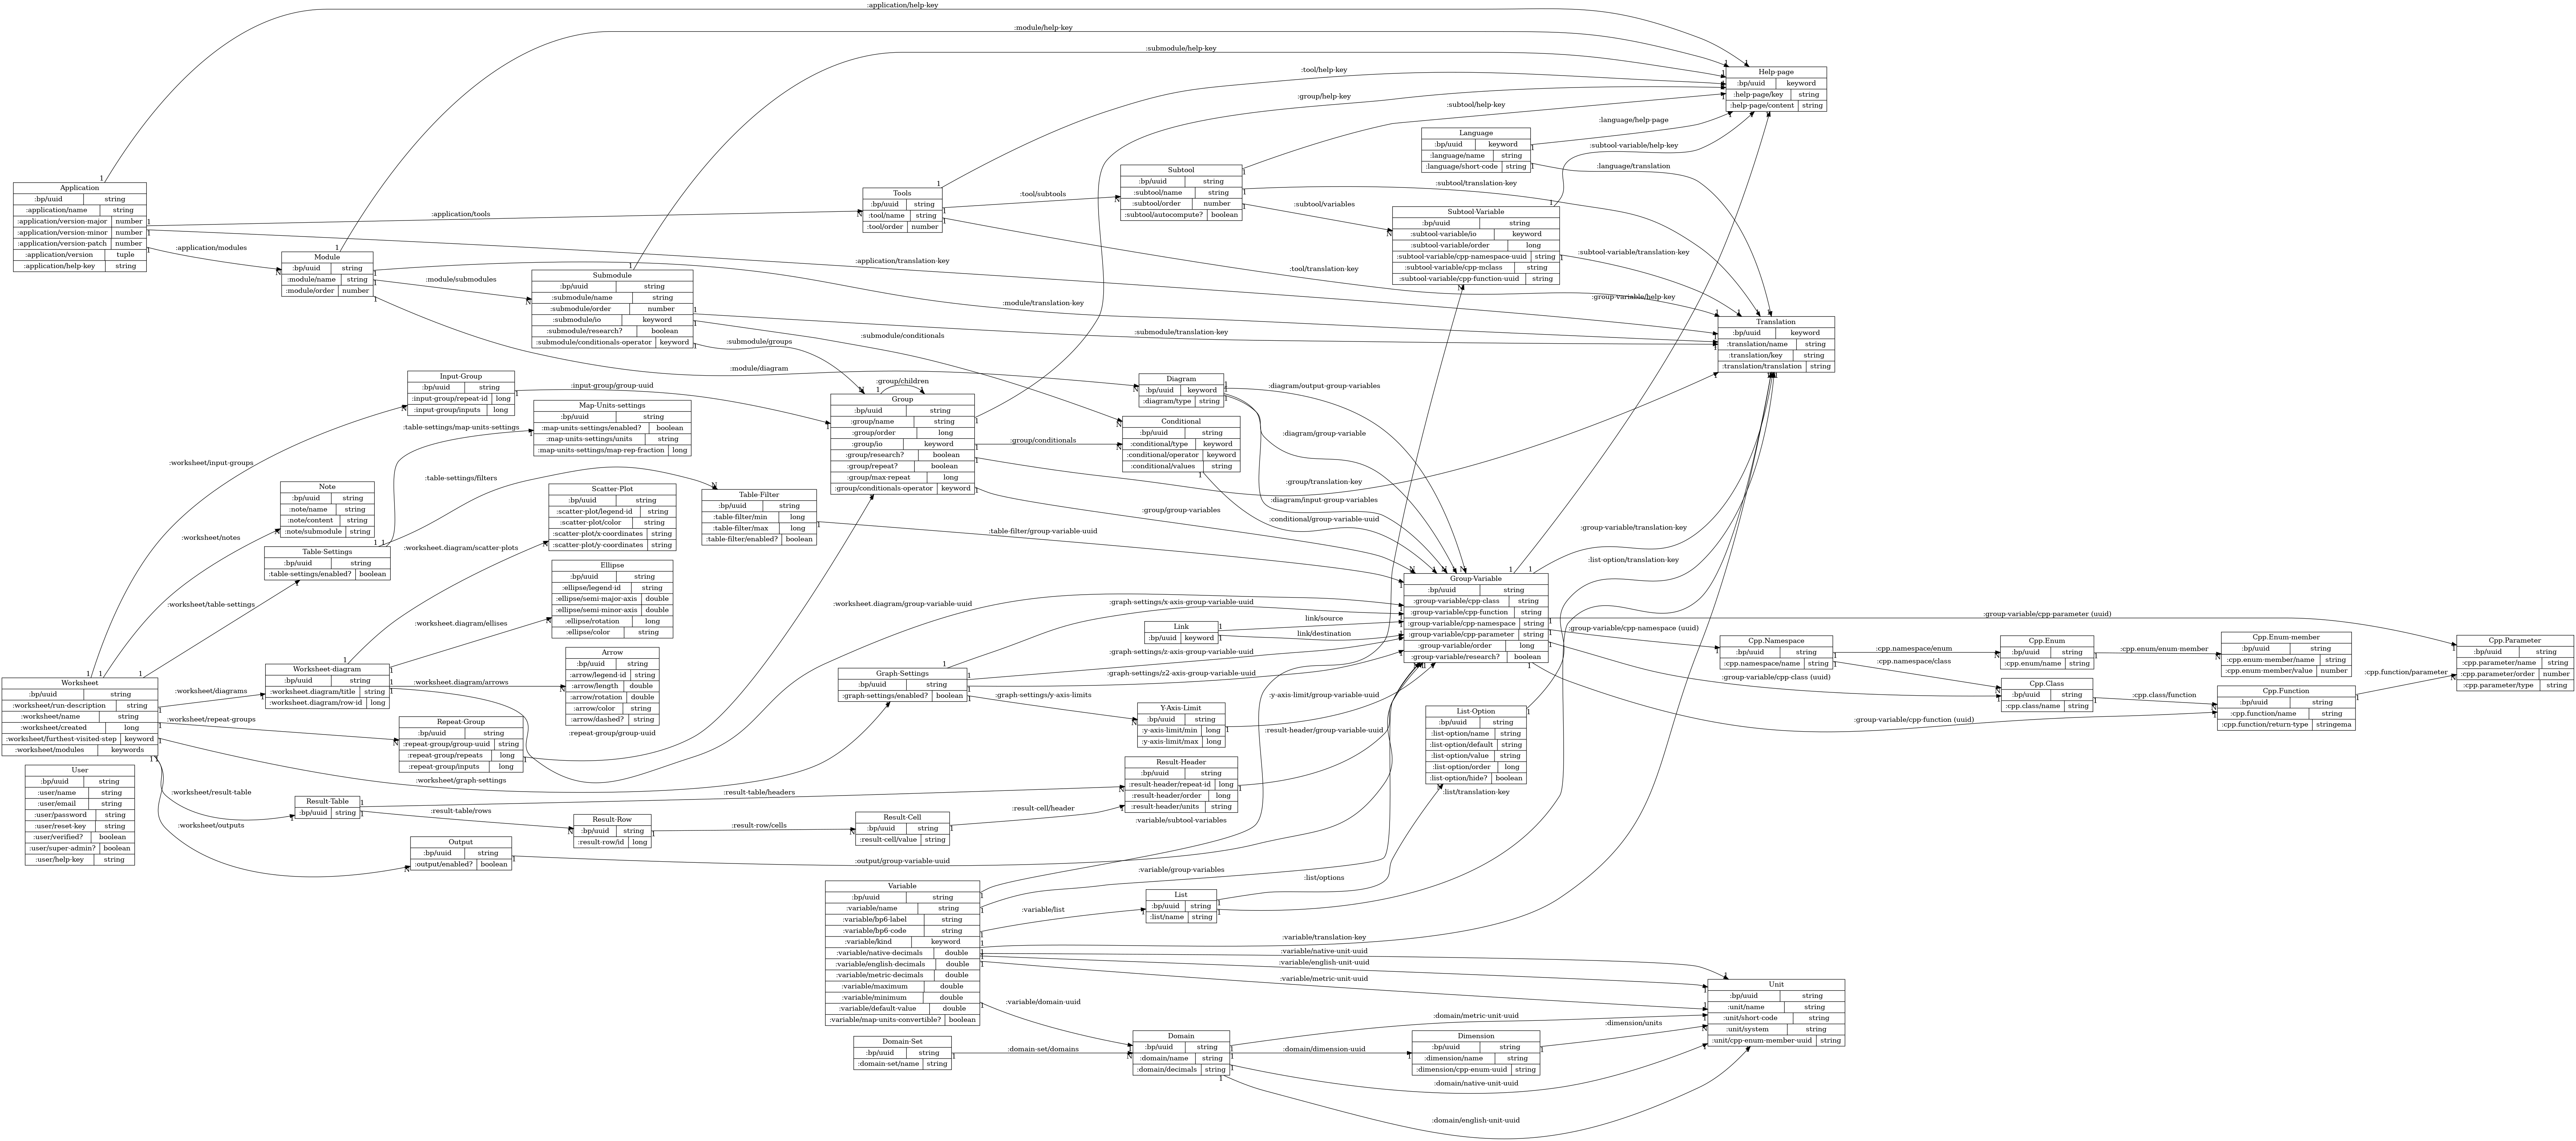 :application/help-key
:module/help-key
:submodule/help-key
:tool/help-key
:group/help-key
:subtool/help-key
:language/help-page
:subtool-variable/help-key
:language/translation
:subtool/translation-key
:tool/subtools
:subtool/variables
:application/tools
:application/modules
:application/translation-key
:tool/translation-key
:subtool-variable/translation-key
:group-variable/help-key
:module/submodules
:module/translation-key
:submodule/translation-key
:submodule/conditionals
:submodule/groups
:module/diagram
:group/children
:input-group/group-uuid
:diagram/output-group-variables
:diagram/group-variable
:table-settings/map-units-settings
:group/conditionals
:worksheet/input-groups
:table-settings/filters
:group/translation-key
:diagram/input-group-variables
:group/group-variables
:conditional/group-variable-uuid
:table-filter/group-variable-uuid
:group-variable/translation-key
:worksheet/notes
:worksheet.diagram/scatter-plots
:list-option/translation-key
:worksheet/table-settings
:worksheet.diagram/group-variable-uuid
:graph-settings/x-axis-group-variable-uuid
:worksheet.diagram/ellises
link/source
link/destination
:group-variable/cpp-parameter (uuid)
:group-variable/cpp-namespace (uuid)
:graph-settings/z-axis-group-variable-uuid
:graph-settings/z2-axis-group-variable-uuid
:cpp.namespace/enum
:cpp.namespace/class
:cpp.enum/enum-member
:cpp.function/parameter
:group-variable/cpp-class (uuid)
:worksheet.diagram/arrows
:worksheet/diagrams
:graph-settings/y-axis-limits
:y-axis-limit/group-variable-uuid
:cpp.class/function
:worksheet/repeat-groups
:group-variable/cpp-function (uuid)
:repeat-group/group-uuid
:result-header/group-variable-uuid
:worksheet/graph-settings
:worksheet/result-table
:result-table/headers
:list/translation-key
:result-table/rows
:result-cell/header
:worksheet/outputs
:result-row/cells
:variable/subtool-variables
:output/group-variable-uuid
:variable/group-variables
:list/options
:variable/list
:variable/translation-key
:variable/native-unit-uuid
:variable/english-unit-uuid
:variable/metric-unit-uuid
:variable/domain-uuid
:domain/metric-unit-uuid
:dimension/units
:domain-set/domains
:domain/dimension-uuid
:domain/native-unit-uuid
:domain/english-unit-uuid
Application
:bp/uuid string
:application/name string
:application/version-major number
:application/version-minor number
:application/version-patch number
:application/version tuple
:application/help-key string
Module
:bp/uuid string
:module/name string
:module/order number
Submodule
:bp/uuid string
:submodule/name string
:submodule/order number
:submodule/io keyword
:submodule/research? boolean
:submodule/conditionals-operator keyword
Tools
:bp/uuid string
:tool/name string
:tool/order number
Subtool
:bp/uuid string
:subtool/name string
:subtool/order number
:subtool/autocompute? boolean
Language
:bp/uuid keyword
:language/name string
:language/short-code string
Subtool-Variable
:bp/uuid string
:subtool-variable/io keyword
:subtool-variable/order long
:subtool-variable/cpp-namespace-uuid string
:subtool-variable/cpp-mclass string
:subtool-variable/cpp-function-uuid string
Help-page
:bp/uuid keyword
:help-page/key string
:help-page/content string
Translation
:bp/uuid keyword
:translation/name string
:translation/key string
:translation/translation string
Input-Group
:bp/uuid string
:input-group/repeat-id long
:input-group/inputs long
Map-Units-settings
:bp/uuid string
:map-units-settings/enabled? boolean
:map-units-settings/units string
:map-units-settings/map-rep-fraction long
Group
:bp/uuid string
:group/name string
:group/order long
:group/io keyword
:group/research? boolean
:group/repeat? boolean
:group/max-repeat long
:group/conditionals-operator keyword
Diagram
:bp/uuid keyword
:diagram/type string
Conditional
:bp/uuid string
:conditional/type keyword
:conditional/operator keyword
:conditional/values string
Note
:bp/uuid string
:note/name string
:note/content string
:note/submodule string
Table-Settings
:bp/uuid string
:table-settings/enabled? boolean
Scatter-Plot
:bp/uuid string
:scatter-plot/legend-id string
:scatter-plot/color string
:scatter-plot/x-coordinates string
:scatter-plot/y-coordinates string
Table-Filter
:bp/uuid string
:table-filter/min long
:table-filter/max long
:table-filter/enabled? boolean
Ellipse
:bp/uuid string
:ellipse/legend-id string
:ellipse/semi-major-axis double
:ellipse/semi-minor-axis double
:ellipse/rotation long
:ellipse/color string
Arrow
:bp/uuid string
:arrow/legend-id string
:arrow/length double
:arrow/rotation double
:arrow/color string
:arrow/dashed? string
Group-Variable
:bp/uuid string
:group-variable/cpp-class string
:group-variable/cpp-function string
:group-variable/cpp-namespace string
:group-variable/cpp-parameter string
:group-variable/order long
:group-variable/research? boolean
Link
:bp/uuid keyword
Graph-Settings
:bp/uuid string
:graph-settings/enabled? boolean
Y-Axis-Limit
:bp/uuid string
:y-axis-limit/min long
:y-axis-limit/max long
Worksheet
:bp/uuid string
:worksheet/run-description string
:worksheet/name string
:worksheet/created long
:worksheet/furthest-visited-step keyword
:worksheet/modules keywords
Worksheet-diagram
:bp/uuid string
:worksheet.diagram/title string
:worksheet.diagram/row-id long
Repeat-Group
:bp/uuid string
:repeat-group/group-uuid string
:repeat-group/repeats long
:repeat-group/inputs long
User
:bp/uuid string
:user/name string
:user/email string
:user/password string
:user/reset-key string
:user/verified? boolean
:user/super-admin? boolean
:user/help-key string
Result-Table
:bp/uuid string
Output
:bp/uuid string
:output/enabled? boolean
Result-Row
:bp/uuid string
:result-row/id long
Result-Cell
:bp/uuid string
:result-cell/value string
Result-Header
:bp/uuid string
:result-header/repeat-id long
:result-header/order long
:result-header/units string
List-Option
:bp/uuid string
:list-option/name string
:list-option/default string
:list-option/value string
:list-option/order long
:list-option/hide? boolean
Cpp.Namespace
:bp/uuid string
:cpp.namespace/name string
Cpp.Enum
:bp/uuid string
:cpp.enum/name string
Cpp.Enum-member
:bp/uuid string
:cpp.enum-member/name string
:cpp.enum-member/value number
Cpp.Parameter
:bp/uuid string
:cpp.parameter/name string
:cpp.parameter/order number
:cpp.parameter/type string
Cpp.Class
:bp/uuid string
:cpp.class/name string
Cpp.Function
:bp/uuid string
:cpp.function/name string
:cpp.function/return-type stringema
Variable
:bp/uuid string
:variable/name string
:variable/bp6-label string
:variable/bp6-code string
:variable/kind keyword
:variable/native-decimals double
:variable/english-decimals double
:variable/metric-decimals double
:variable/maximum double
:variable/minimum double
:variable/default-value double
:variable/map-units-convertible? boolean
List
:bp/uuid string
:list/name string
Domain-Set
:bp/uuid string
:domain-set/name string
Domain
:bp/uuid string
:domain/name string
:domain/decimals string
Dimension
:bp/uuid string
:dimension/name string
:dimension/cpp-enum-uuid string
Unit
:bp/uuid string
:unit/name string
:unit/short-code string
:unit/system string
:unit/cpp-enum-member-uuid string